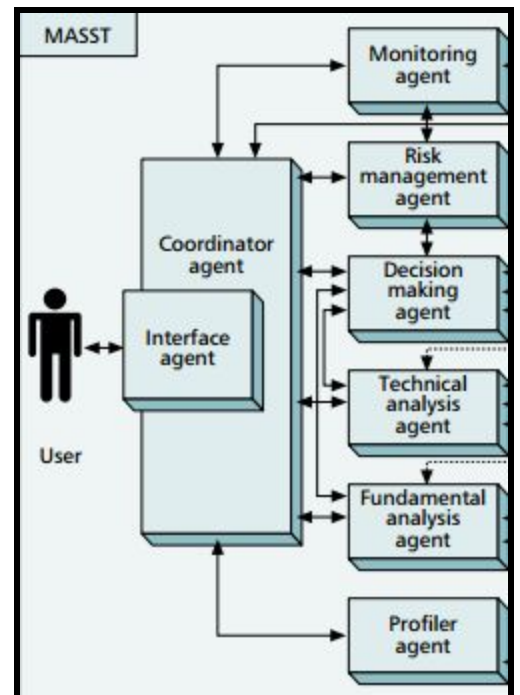 MASST
Monitoring
agent
Risk
management
agent
Coordinator
agent
Decision
making
agent
Interface
agent
Technical
analysis
agent
User
Fundamental
analysis
agent
Profiler
agent